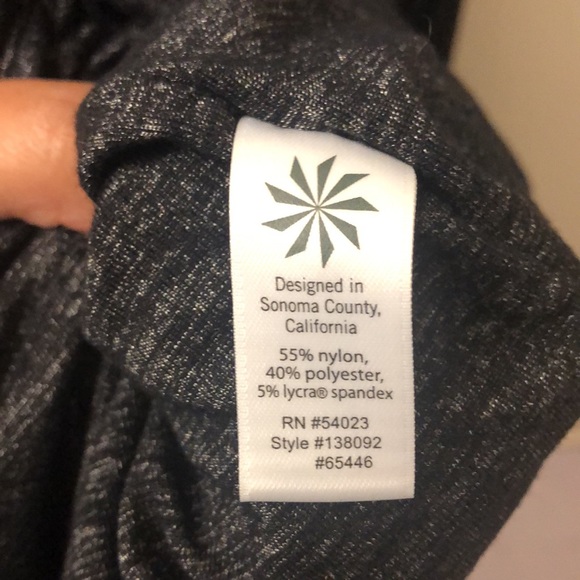 Designed in
Sonoma County,
California
55% nylon,
40% polyester,
5% lycra® spandex
RN #54023
Style #138092
#65446